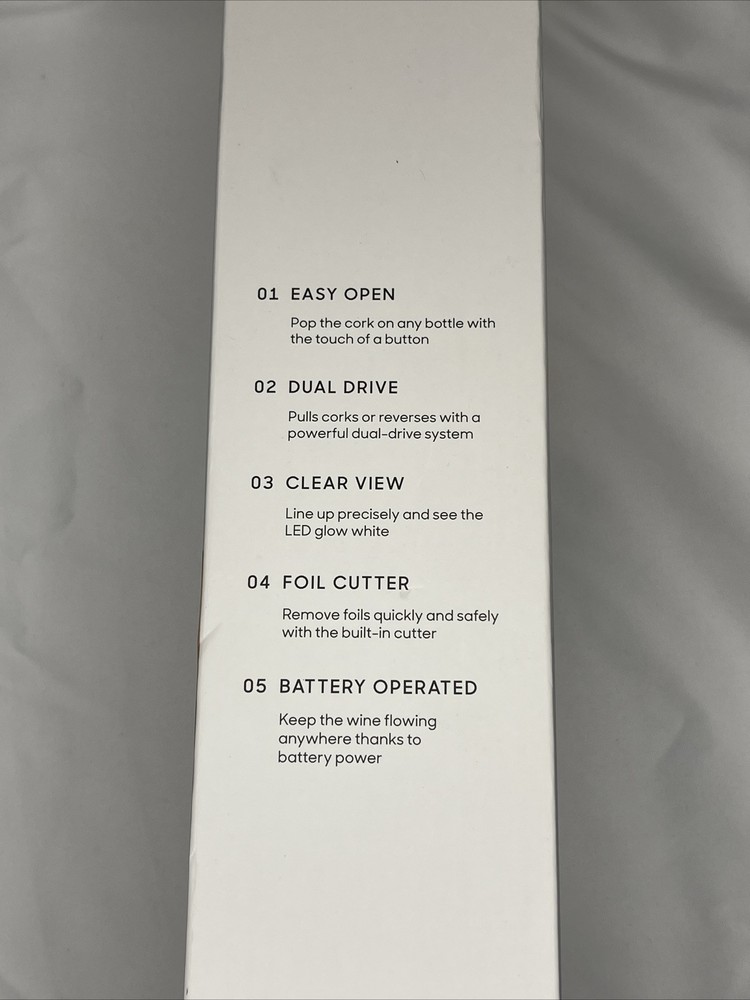 01 EASY OPEN
Pop the cork on any bottle with
the touch of a button
02 DUAL DRIVE
Pulls corks or reverses with a
powerful dual-drive system
03 CLEAR VIEW
Line up precisely and see the
LED glow white
04 FOIL CUTTER
Remove foils quickly and safely
with the built-in cutter
05 BATTERY OPERATED
Keep the wine flowing
anywhere thanks to
battery power